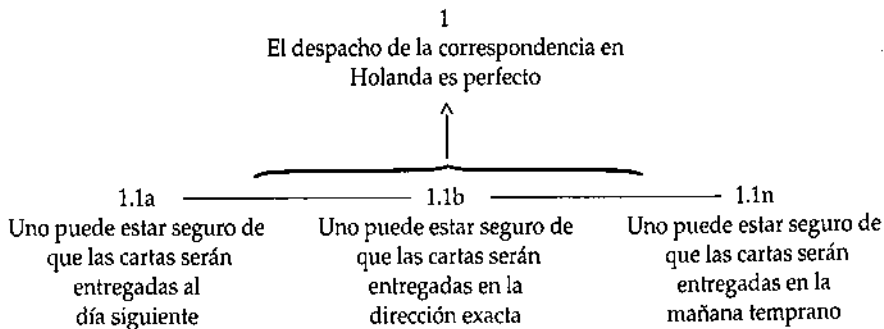 1
El despacho de la correspondencia en
Holanda es perfecto
1.1a
Uno puede estar seguro de
que las cartas serán
entregadas al
día siguiente
1.1b
Uno puede estar seguro de
que las cartas serán
entregadas en la
dirección exacta
1.1n
Uno puede estar seguro de
que las cartas serán
entregadas en la
mañana temprano